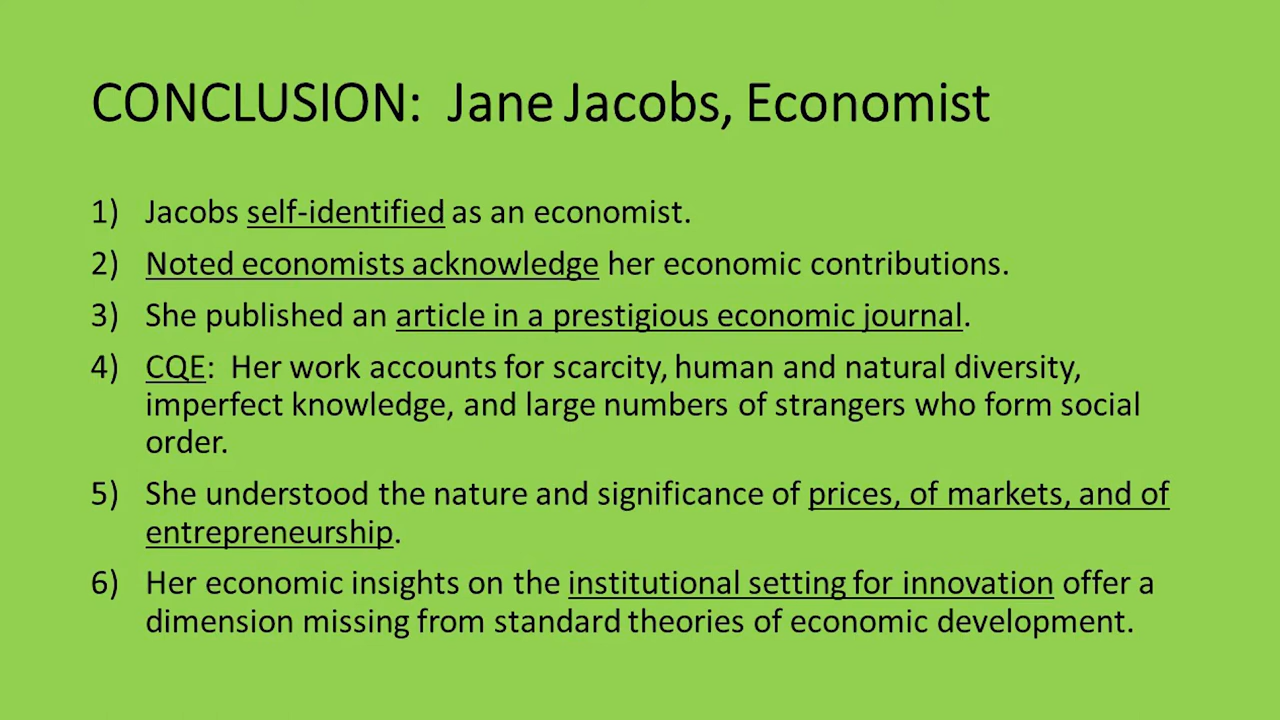 CONCLUSION: Jane Jacobs, Economist
1) Jacobs self-identified as an economist.
2) Noted economists acknowledge her economic contributions.
3) She published an article in a prestigious economic journal.
4) CQE: Her work accounts for scarcity, human and natural diversity,
imperfect knowledge, and large numbers of strangers who form social
order.
5) She understood the nature and significance of prices, of markets, and of
entrepreneurship.
6) Her economic insights on the institutional setting for innovation offer a
dimension missing from standard theories of economic development.